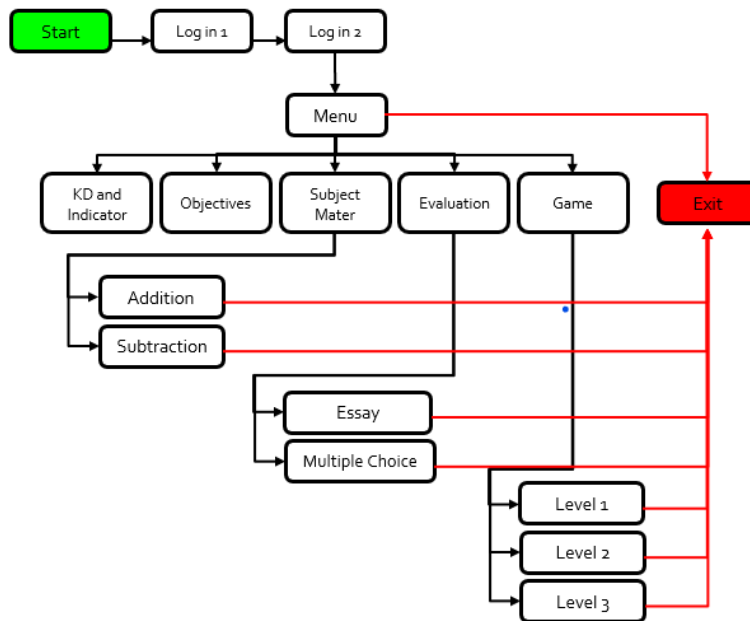 Start
Log in 1
Log in 2
Menu
KD and
Indicator
Objectives
Subject
Mater
Evaluation
Game
Exit
Addition
Subtraction
Essay
Multiple Choice
Level 1
Level 2
Level 3